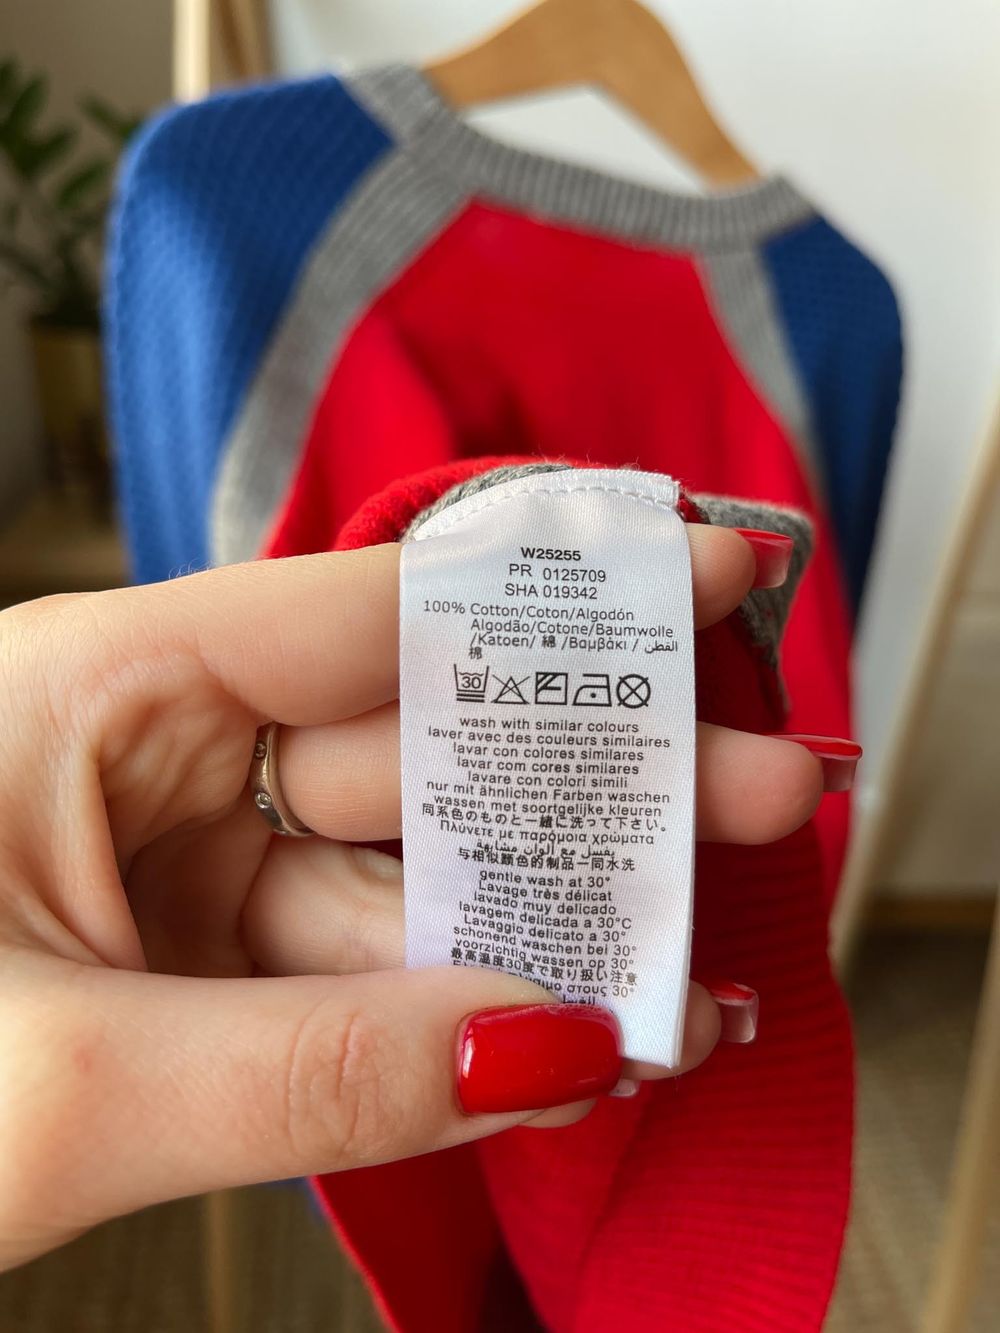 W25255
PR 0125709
SHA 019342
100% Cotton/Coton/Algodón
Algodão/Cotone/Baumwolle
/Katoen/ 綿 /Βαμβάκι / القطن
棉
30
wash with similar colours
laver avec des couleurs similaires
lavar con colores similares
lavar com cores similares
lavare con colori simili
nur mit ähnlichen Farben waschen
wassen met soortgelijke kleuren
同系色のものと一緒に洗って下さい。
Πλύνετε με παρόμοια χρώματα
يغسل مع ألوان مشابهة
与相似颜色的制品一同水洗
gentle wash at 30°
Lavage très délicat
lavado muy delicado
lavagem delicada a 30°C
Lavaggio delicato a 30°
schonend waschen bei 30°
voorzichtig wassen op 30°
最高温度30度で取り扱い注意
στους 30°